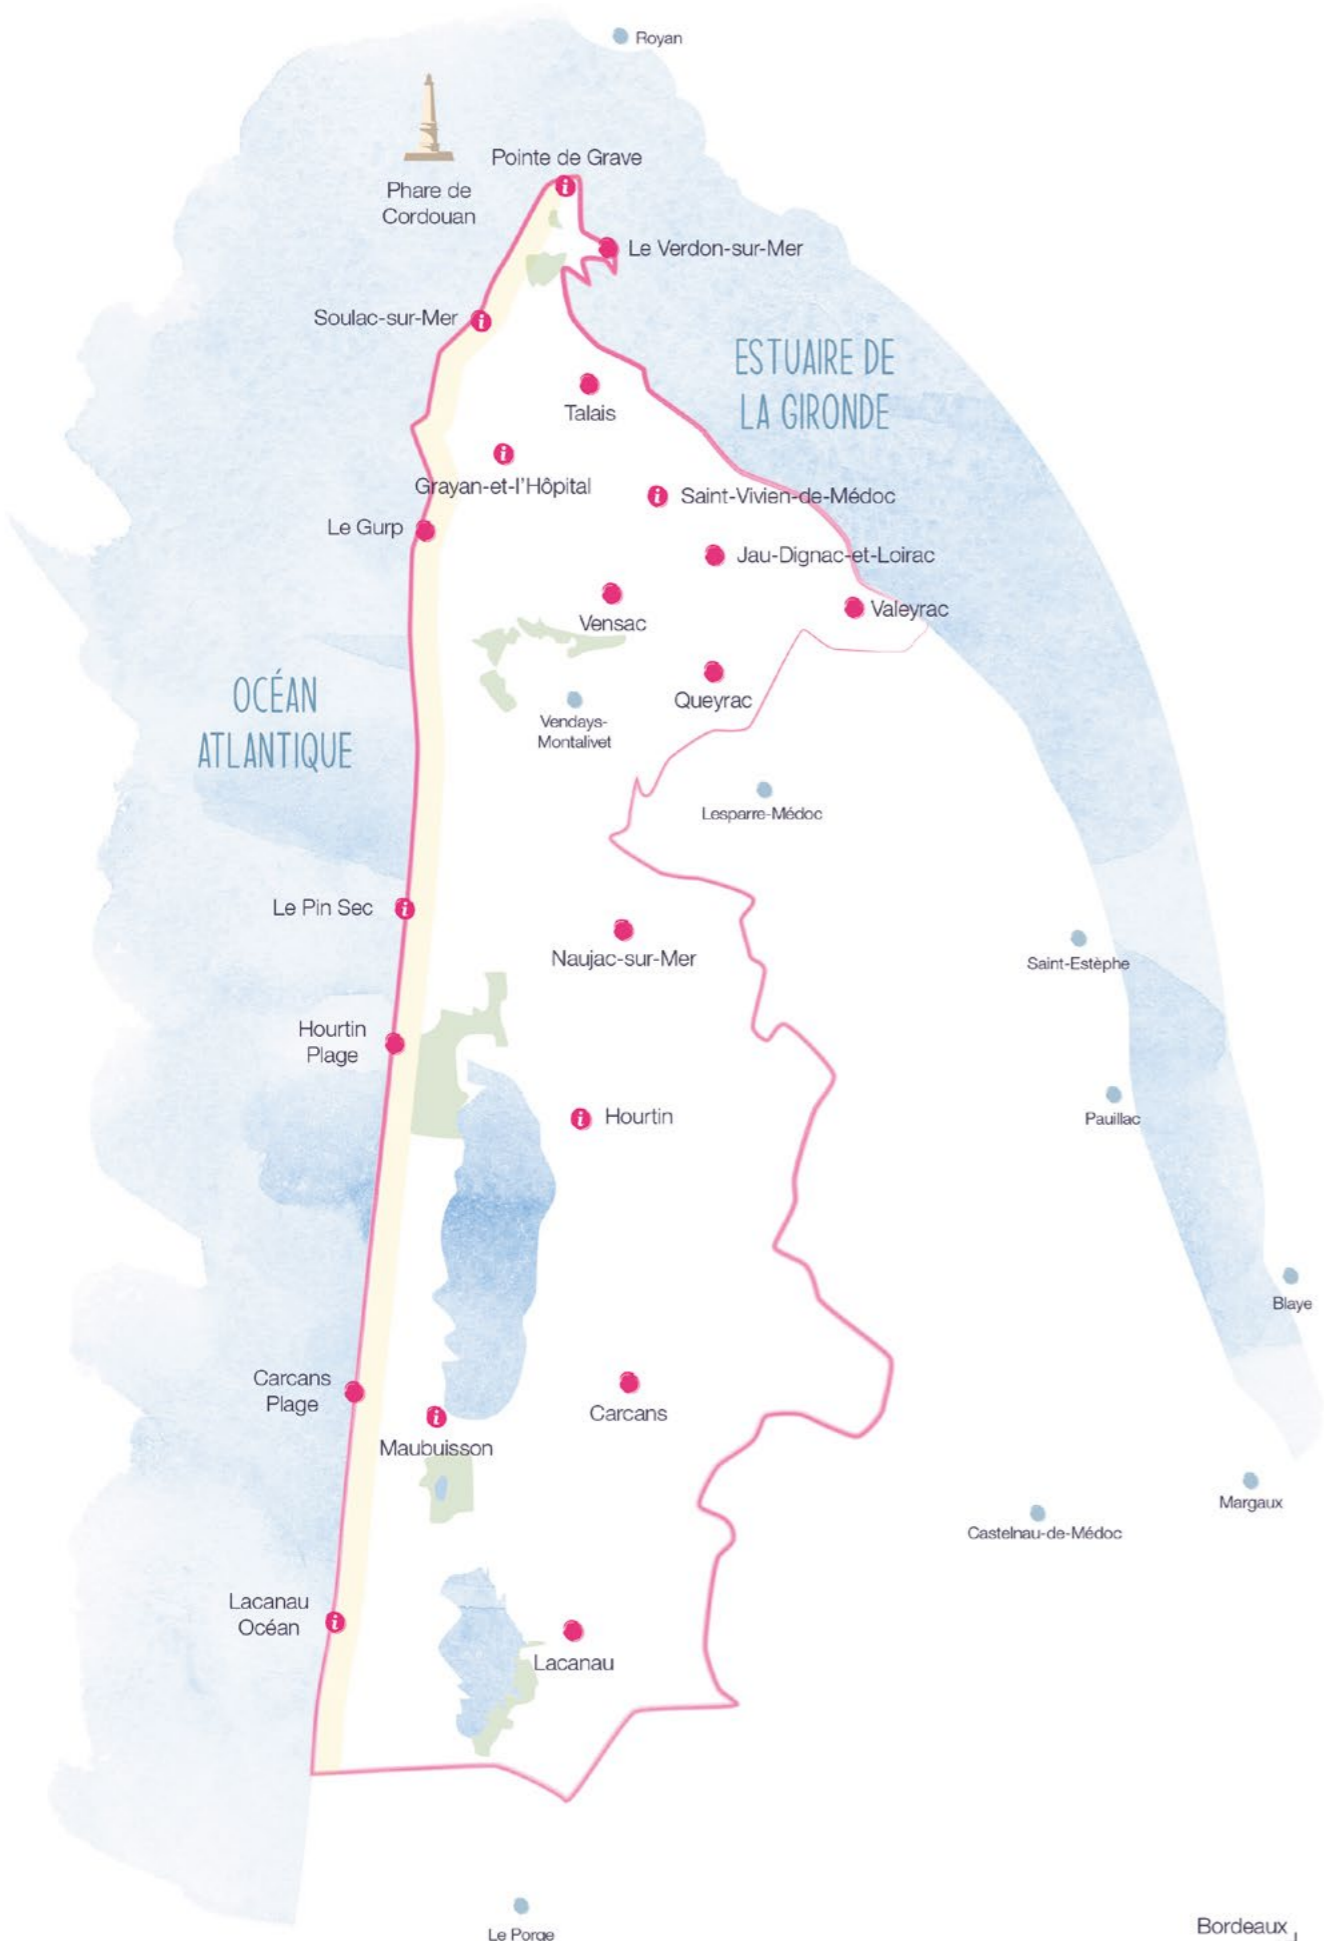 Royan
Pointe de Grave
Phare de
Cordouan
Le Verdon-sur-Mer
Soulac-sur-Mer
ESTUAIRE DE
LA GIRONDE
Talais
Grayan-et-l'Hôpital
Saint-Vivien-de-Médoc
Le Gurp
Jau-Dignac-et-Loirac
Valeyrac
Vensac
Queyrac
OCÉAN
ATLANTIQUE
Vendays-
Montalivet
Lesparre-Médoc
Le Pin Sec
Naujac-sur-Mer
Saint-Estèphe
Hourtin
Plage
Hourtin
Pauillac
Blaye
Carcans
Plage
Carcans
Maubuisson
Margaux
Castelnau-de-Médoc
Lacanau
Océan
Lacanau
Le Porge
Bordeaux